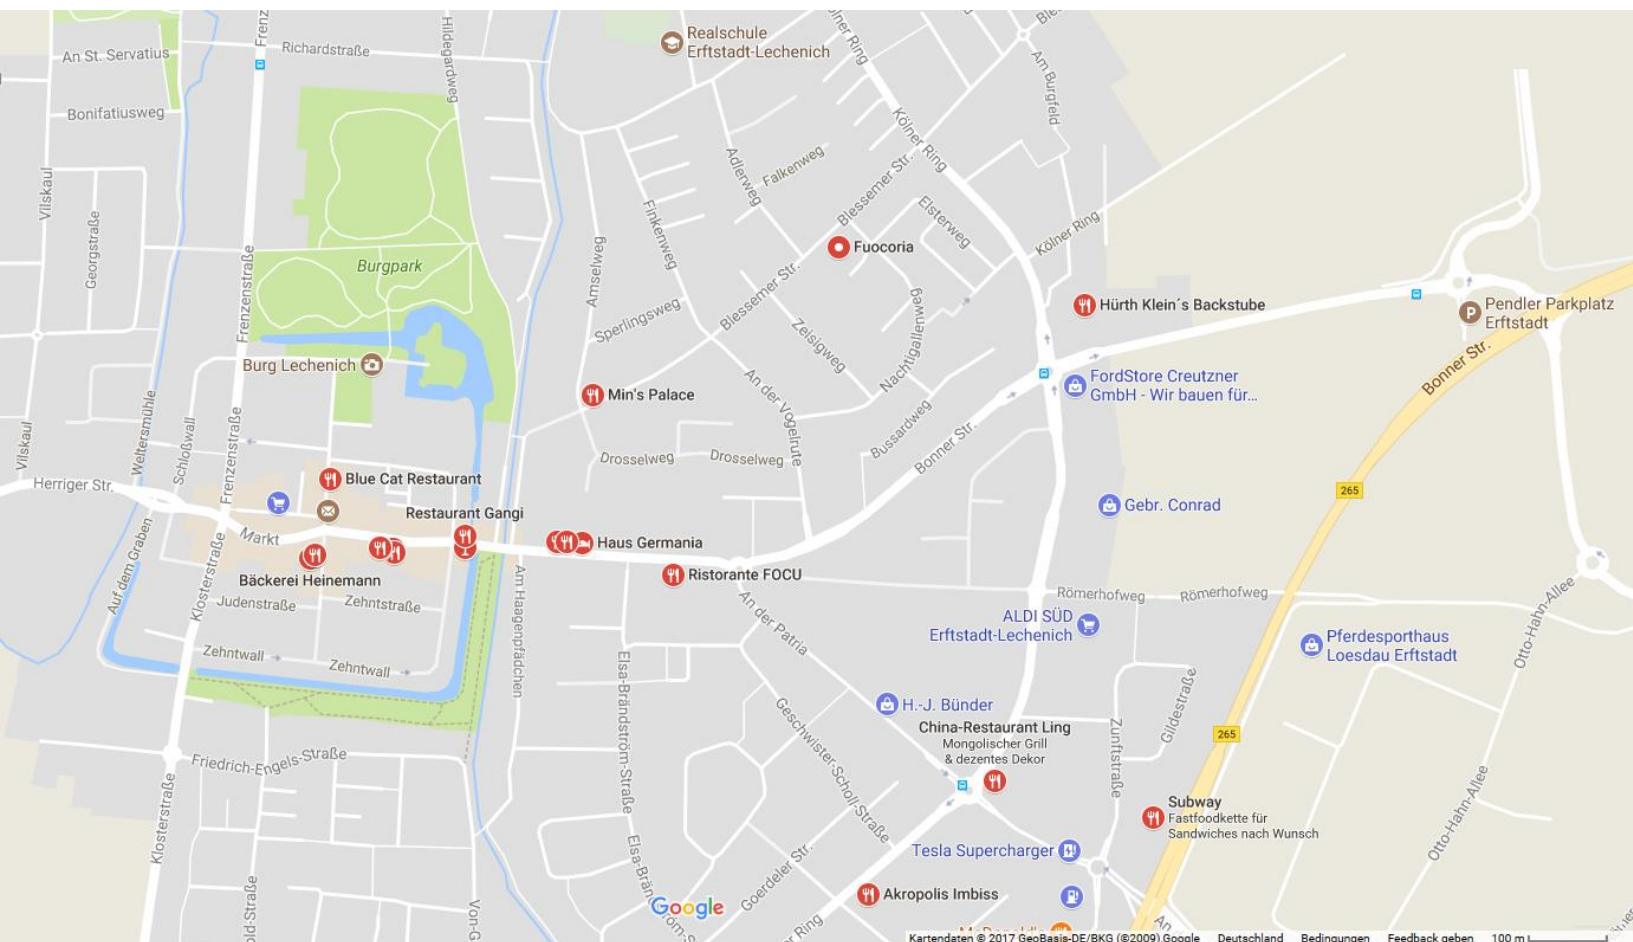 Realschule
Erftstadt-Lechenich
Frenz
Hildegardweg
Richardstraße
An St. Servatius
Bonifatiusweg
Kölner Ring
Am Burgfeld
Kölner Ring
Vilskaul
Georgstraße
Frenzenstraße
Burgpark
Amselweg
Finkenweg
Adlerweg
Falkenweg
Blessemer Str.
Elsterweg
Kölner Ring
Fuocoria
Sperlingsweg
Blessemer Str.
Zeisigweg
Nachtigallenweg
Hürth Klein´s Backstube
Pendler Parkplatz
Erftstadt
Bonner Str.
Burg Lechenich
Min's Palace
An der Vogelrute
FordStore Creutzner
GmbH - Wir bauen für...
Bussardweg
Bonner Str.
Vilskaul
Weltersmühle
Schloßwall
Frenzenstraße
Drosselweg
Drosselweg
Herriger Str.
Blue Cat Restaurant
Restaurant Gangi
265
Gebr. Conrad
Markt
Haus Germania
Bäckerei Heinemann
Ristorante FOCU
Auf dem Graben
Klosterstraße
Judenstraße
Zehntstraße
Am Haagenpfädchen
An der Patria
Römerhofweg
Römerhofweg
ALDI SÜD
Erftstadt-Lechenich
Pferdesporthaus
Loesdau Erftstadt
Otto-Hahn-Allee
Zehntwall
Zehntwall
Elsa-Brändström-Straße
H.-J. Bünder
Geschwister-Scholl-Straße
China-Restaurant Ling
Mongolischer Grill
& dezentes Dekor
Zunftstraße
Gildestraße
265
Friedrich-Engels-Straße
Klosterstraße
Subway
Fastfoodkette für
Sandwiches nach Wunsch
Otto-Hahn-Allee
Tesla Supercharger
Goerdeler Str.
Akropolis Imbiss
Google
Von-G
Ring
Kartendaten © 2017 GeoBasis-DE/BKG (©2009) Google Deutschland Bedingungen Feedback geben 100 m